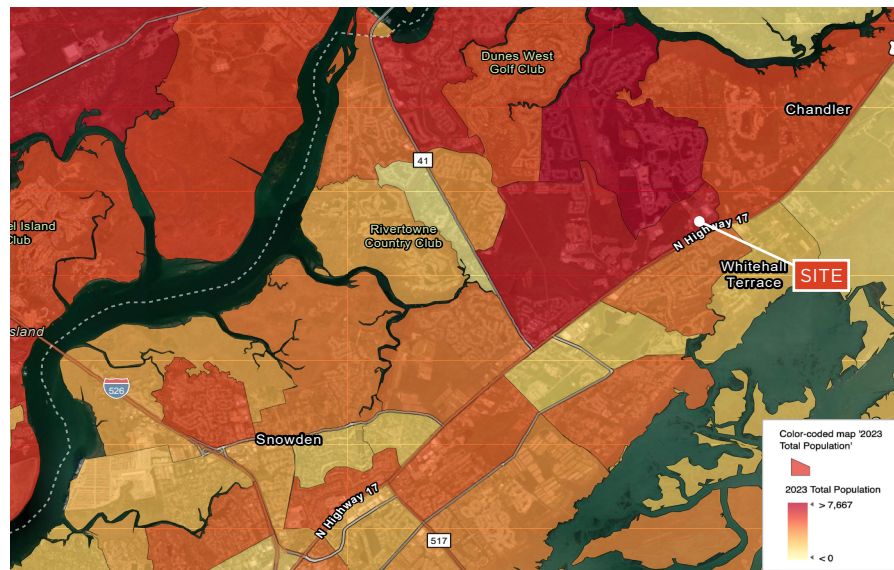 Dunes West
Golf Club
Chandler
41
el Island
Club
Rivertowne
Country Club
N Highway 17
Whitehall
Terrace
SITE
sland
526
Snowden
N Highway 17
517
Color-coded map '2023
Total Population'
2023 Total Population
> 7,667
< 0